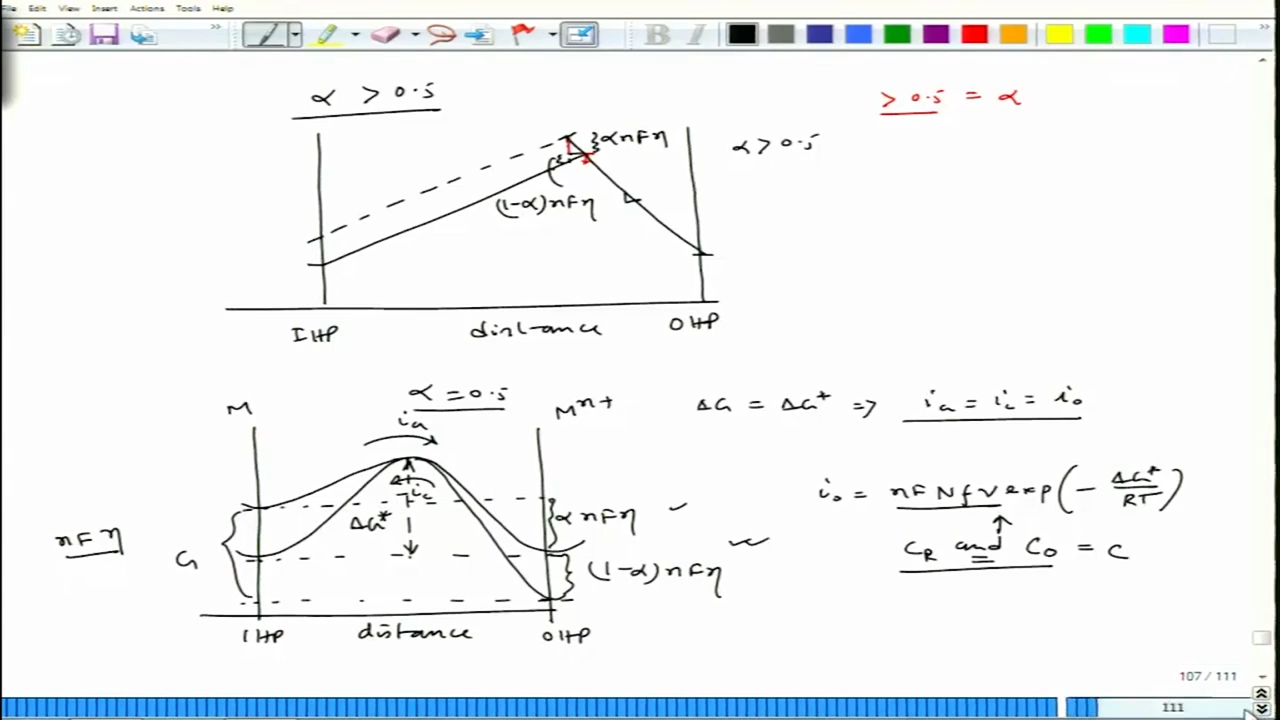 File Edit View Insert Actions Tools Help
B I
α > 0.5
> 0.5 = α
}αnFη
α > 0.5
(1-α)nFη
IHP distance OHP
α = 0.5
M
Mⁿ⁺
ΔG = ΔG* => ia = ic = i0
ia
ic
ΔG*
αnFη
i0 = nF N f ν exp(- ΔG*/RT)
nFη
G
(1-α)nFη
CR and CO = C
IHP distance OHP
107 / 111
111